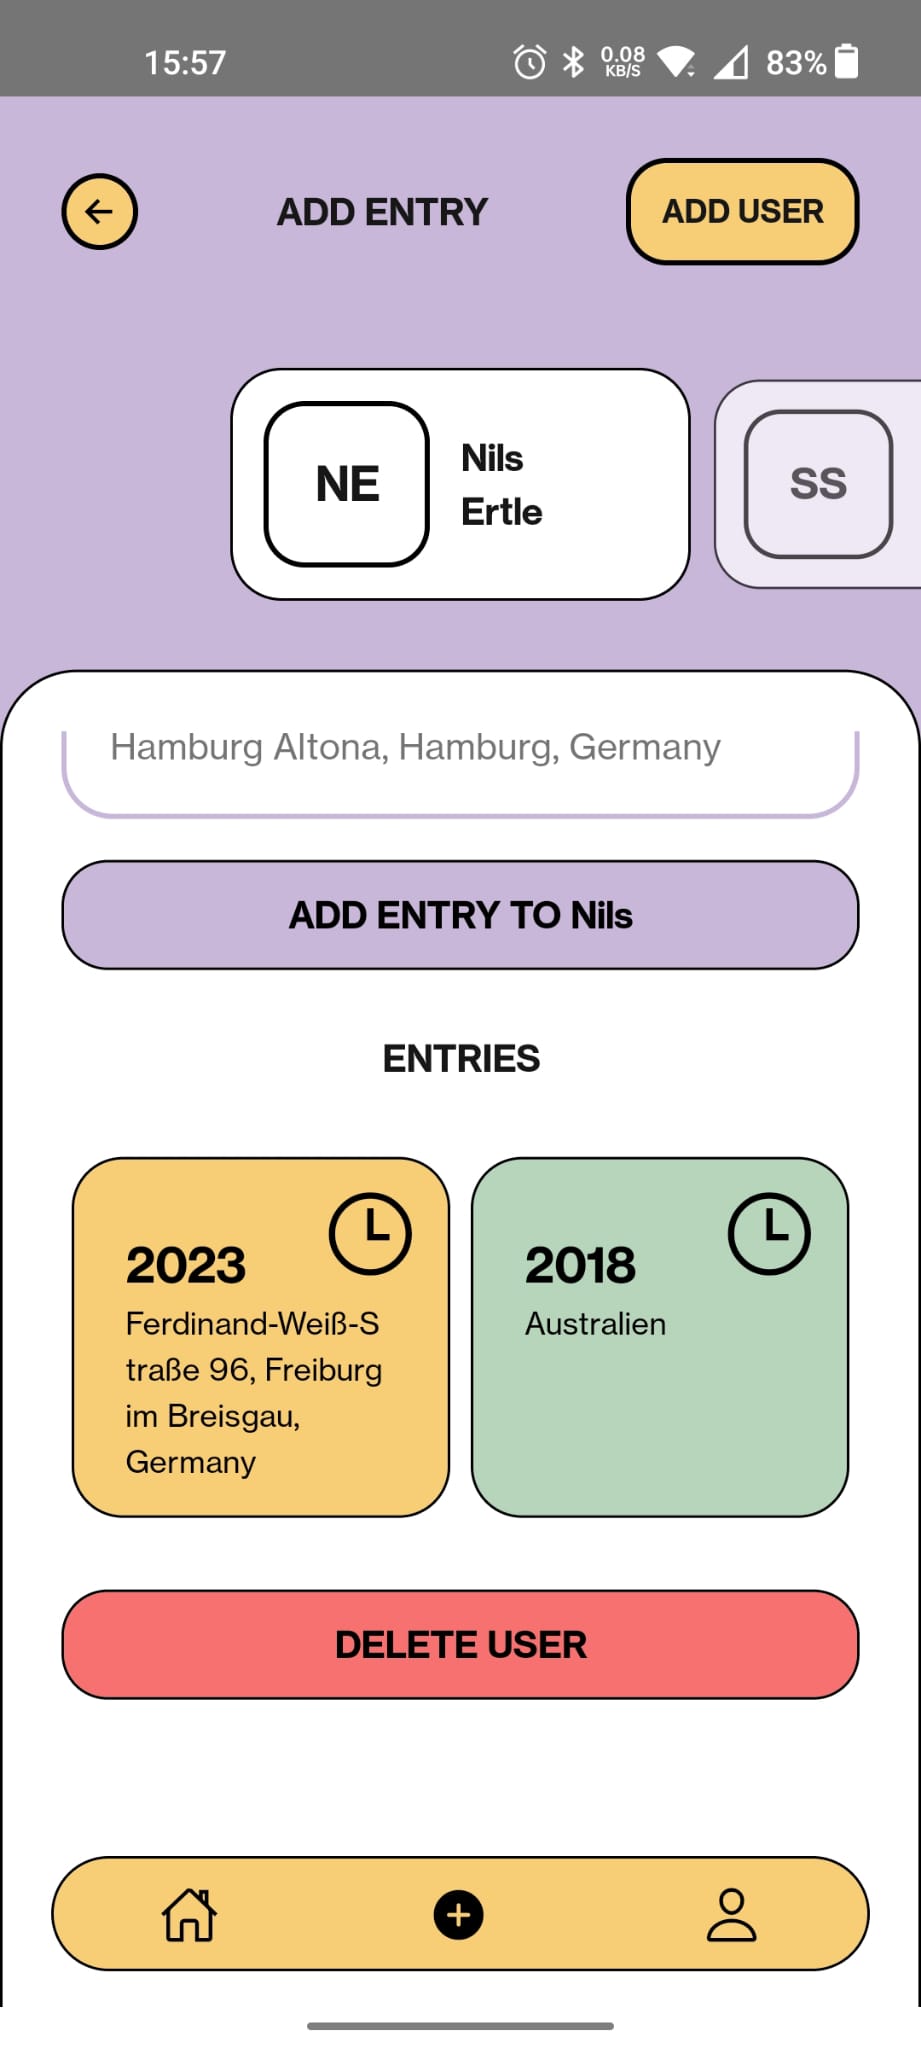 15:57
0.08
KB/S
83%
ADD ENTRY
ADD USER
NE
Nils
Ertle
SS
Hamburg Altona, Hamburg, Germany
ADD ENTRY TO Nils
ENTRIES
2023
Ferdinand-Weiß-S
traße 96, Freiburg
im Breisgau,
Germany
2018
Australien
DELETE USER